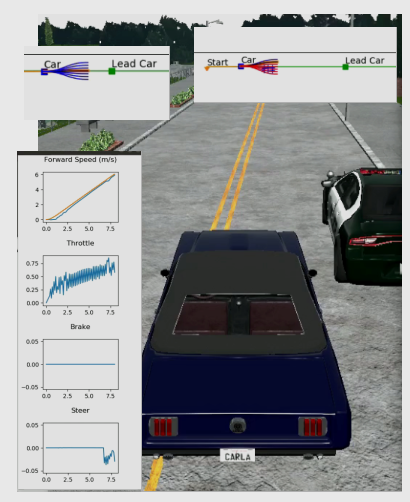 Car
Lead Car
Start
Car
Lead Car
Forward Speed (m/s)
6
4
2
0
0.0 2.5 5.0 7.5
Throttle
0.75
0.50
0.25
0.00
0.0 2.5 5.0 7.5
Brake
0.05
0.00
−0.05
0.0 2.5 5.0 7.5
Steer
0.05
0.00
−0.05
0.0 2.5 5.0 7.5
CARLA